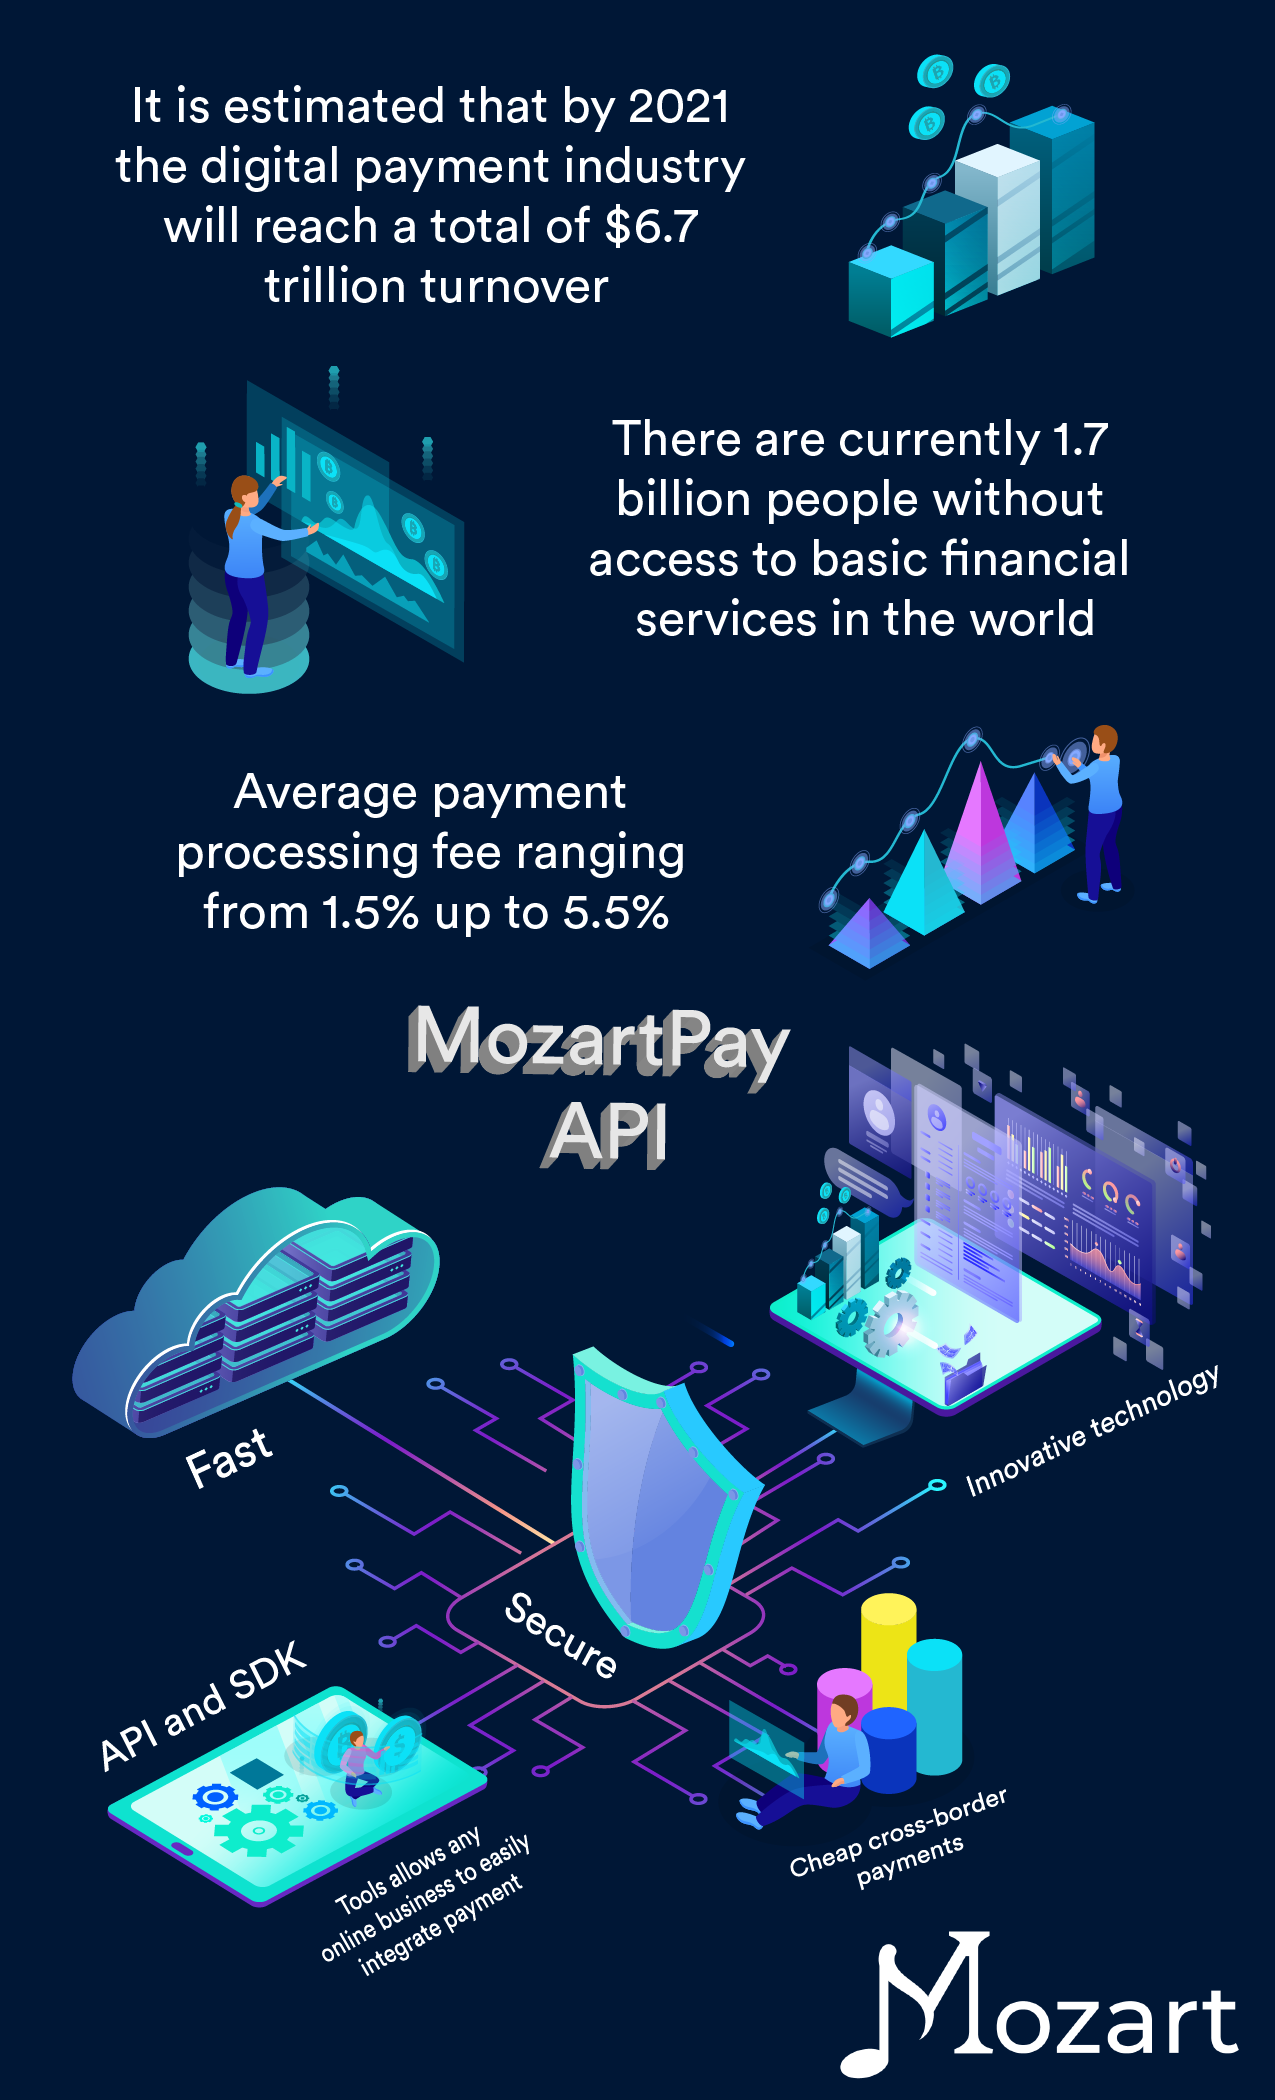 It is estimated that by 2021
the digital payment industry
will reach a total of $6.7
trillion turnover
There are currently 1.7
billion people without
access to basic financial
services in the world
Average payment
processing fee ranging
from 1.5% up to 5.5%
MozartPay
API
Fast
Innovative technology
Secure
API and SDK
Tools allows any
online business to easily
integrate payment
Cheap cross-border
payments
Mozart